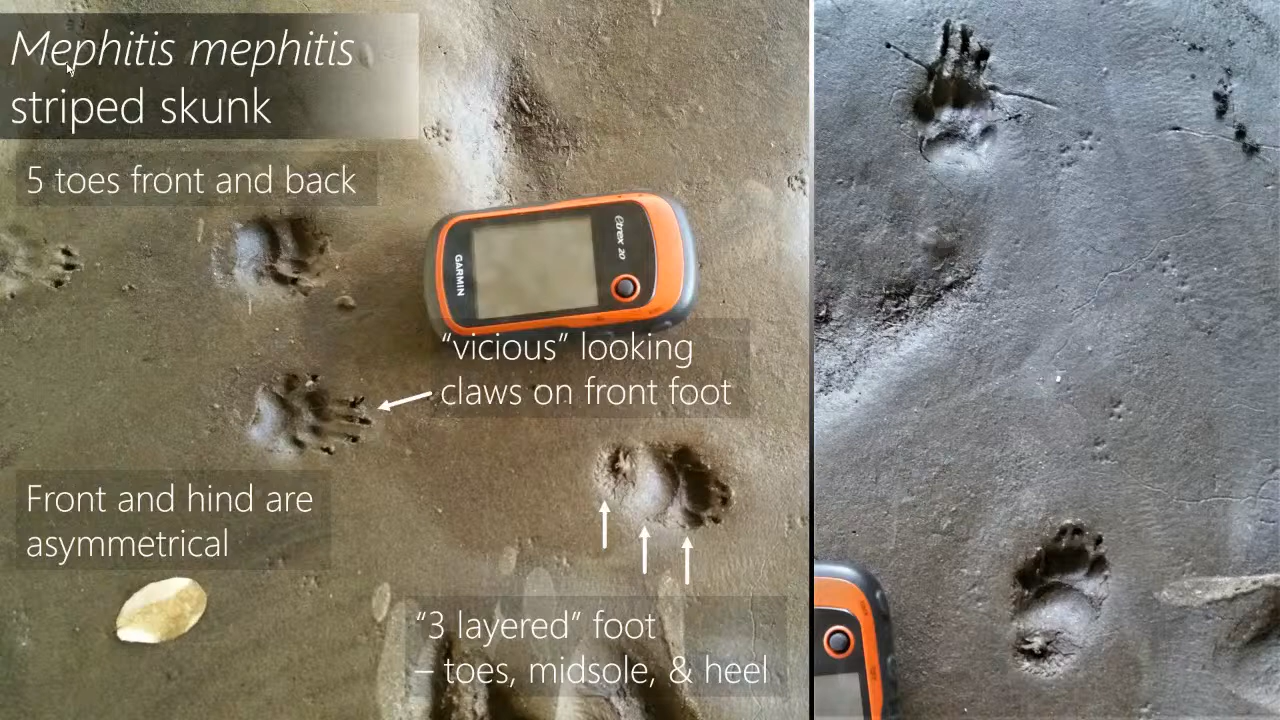 Mephitis mephitis
striped skunk
5 toes front and back
etrex 20
GARMIN
“vicious” looking
claws on front foot
Front and hind are
asymmetrical
“3 layered” foot
– toes, midsole, & heel